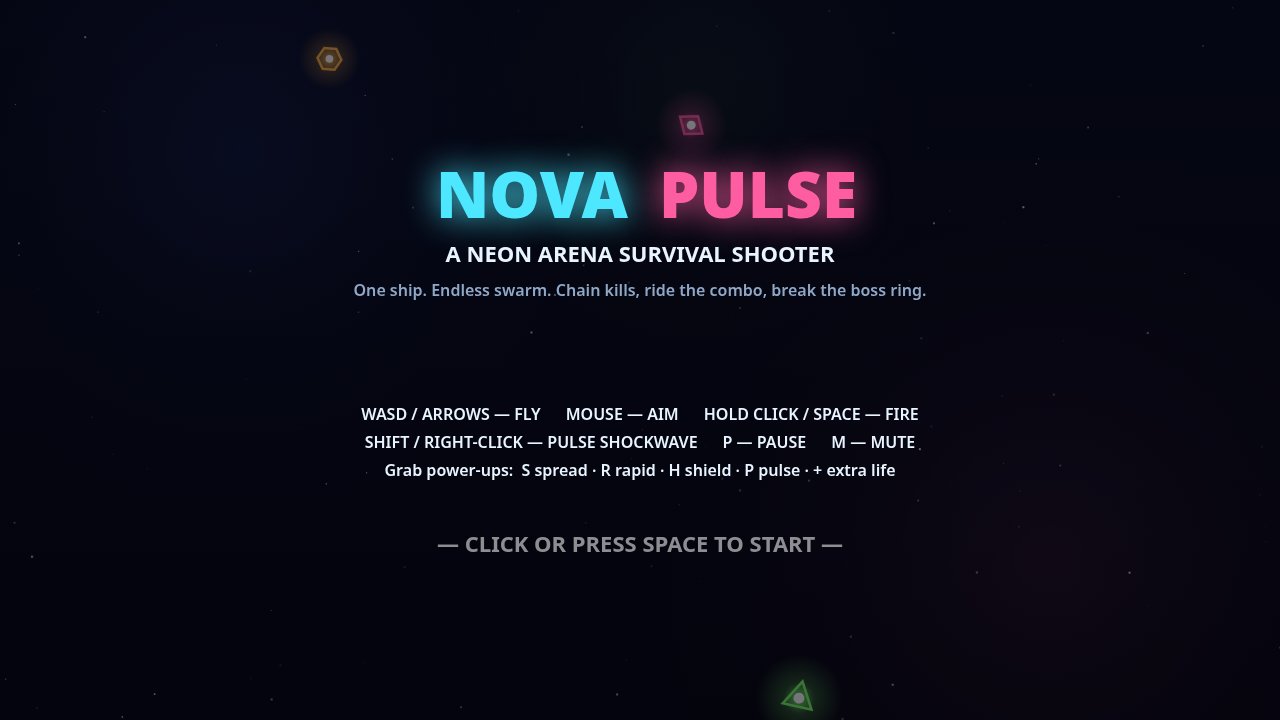 NOVA PULSE
A NEON ARENA SURVIVAL SHOOTER
One ship. Endless swarm. Chain kills, ride the combo, break the boss ring.
WASD / ARROWS — FLY MOUSE — AIM HOLD CLICK / SPACE — FIRE
SHIFT / RIGHT-CLICK — PULSE SHOCKWAVE P — PAUSE M — MUTE
Grab power-ups: S spread · R rapid · H shield · P pulse · + extra life
— CLICK OR PRESS SPACE TO START —